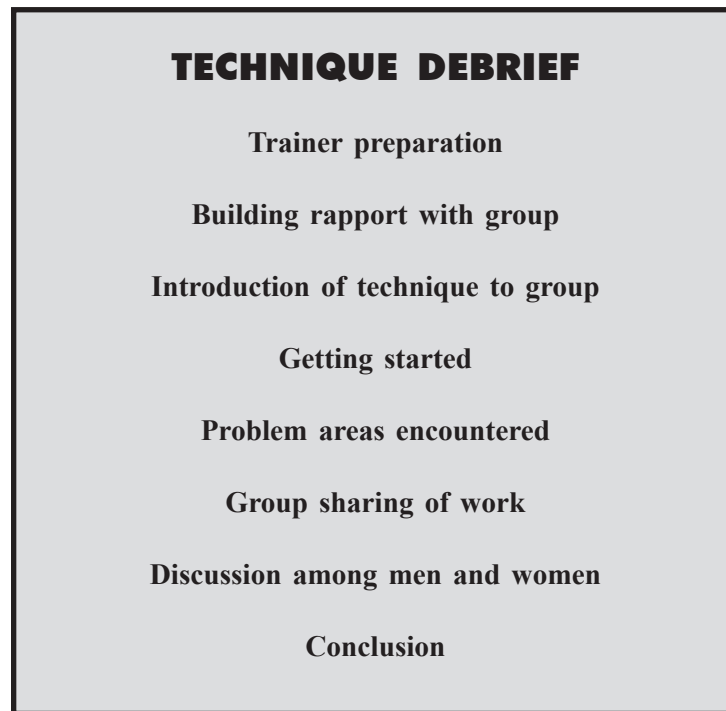 TECHNIQUE DEBRIEF
Trainer preparation
Building rapport with group
Introduction of technique to group
Getting started
Problem areas encountered
Group sharing of work
Discussion among men and women
Conclusion